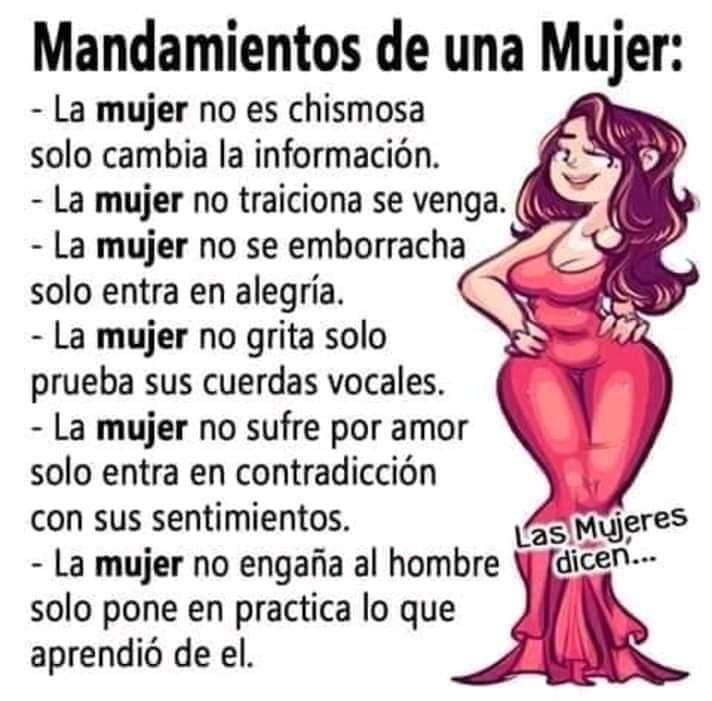 Mandamientos de una Mujer:
- La mujer no es chismosa
solo cambia la información.
- La mujer no traiciona se venga.
- La mujer no se emborracha
solo entra en alegría.
- La mujer no grita solo
prueba sus cuerdas vocales.
- La mujer no sufre por amor
solo entra en contradicción
con sus sentimientos.
- La mujer no engaña al hombre
solo pone en practica lo que
aprendió de el.
Las Mujeres
dicen...